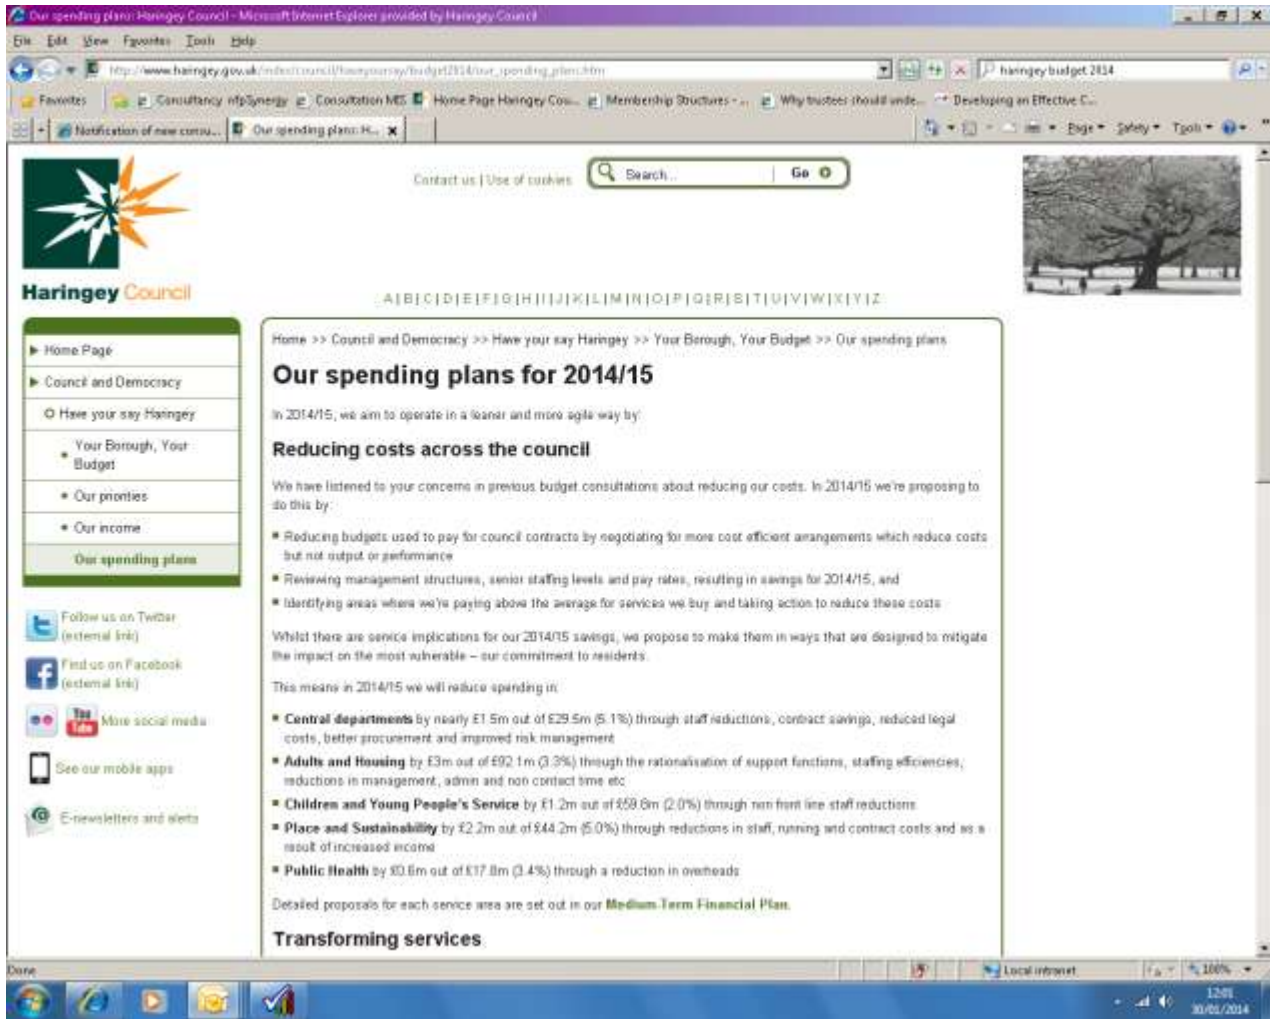 Our spending plans: Haringey Council - Microsoft Internet Explorer provided by Haringey Council
File Edit View Favorites Tools Help
http://www.haringey.gov.uk/index/council/haveyoursay/budget2014/our_spending_plans.htm
haringey budget 2014
Favorites Consultancy nfpSynergy Consultation MES Home Page Haringey Cou... Membership Structures - ... Why trustees should unde... Developing an Effective C...
Notification of new consu... Our spending plans: H...
Page Safety Tools
Contact us | Use of cookies
Search...
Go
Haringey Council
A|B|C|D|E|F|G|H|I|J|K|L|M|N|O|P|Q|R|S|T|U|V|W|X|Y|Z
Home Page
Council and Democracy
Have your say Haringey
Your Borough, Your
Budget
Our priorities
Our income
Our spending plans
Follow us on Twitter
(external link)
Find us on Facebook
(external link)
You
Tube
More social media
See our mobile apps
E-newsletters and alerts
Home >> Council and Democracy >> Have your say Haringey >> Your Borough, Your Budget >> Our spending plans
Our spending plans for 2014/15
In 2014/15, we aim to operate in a leaner and more agile way by:
Reducing costs across the council
We have listened to your concerns in previous budget consultations about reducing our costs. In 2014/15 we're proposing to
do this by:
Reducing budgets used to pay for council contracts by negotiating for more cost efficient arrangements which reduce costs
but not output or performance
Reviewing management structures, senior staffing levels and pay rates, resulting in savings for 2014/15, and
Identifying areas where we're paying above the average for services we buy and taking action to reduce these costs
Whilst there are service implications for our 2014/15 savings, we propose to make them in ways that are designed to mitigate
the impact on the most vulnerable – our commitment to residents.
This means in 2014/15 we will reduce spending in:
Central departments by nearly £1.5m out of £29.5m (5.1%) through staff reductions, contract savings, reduced legal
costs, better procurement and improved risk management
Adults and Housing by £3m out of £92.1m (3.3%) through the rationalisation of support functions, staffing efficiencies,
reductions in management, admin and non contact time etc
Children and Young People's Service by £1.2m out of £59.8m (2.0%) through non front line staff reductions
Place and Sustainability by £2.2m out of £44.2m (5.0%) through reductions in staff, running and contract costs and as a
result of increased income
Public Health by £0.6m out of £17.8m (3.4%) through a reduction in overheads
Detailed proposals for each service area are set out in our Medium Term Financial Plan.
Transforming services
Done
Local intranet
100%
12:01
30/01/2014